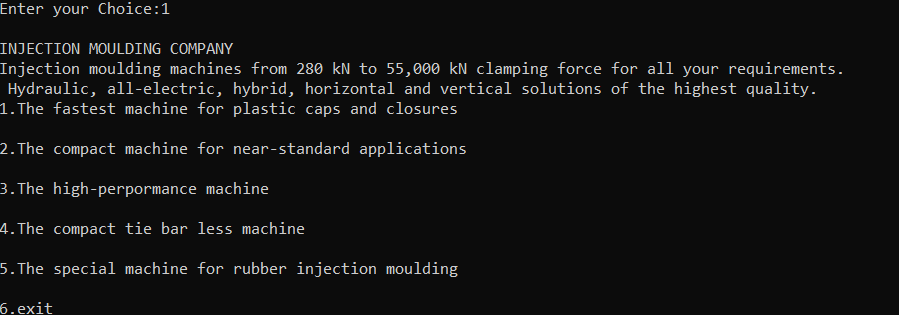 Enter your Choice:1
INJECTION MOULDING COMPANY
Injection moulding machines from 280 kN to 55,000 kN clamping force for all your requirements.
Hydraulic, all-electric, hybrid, horizontal and vertical solutions of the highest quality.
1.The fastest machine for plastic caps and closures
2.The compact machine for near-standard applications
3.The high-perpormance machine
4.The compact tie bar less machine
5.The special machine for rubber injection moulding
6.exit